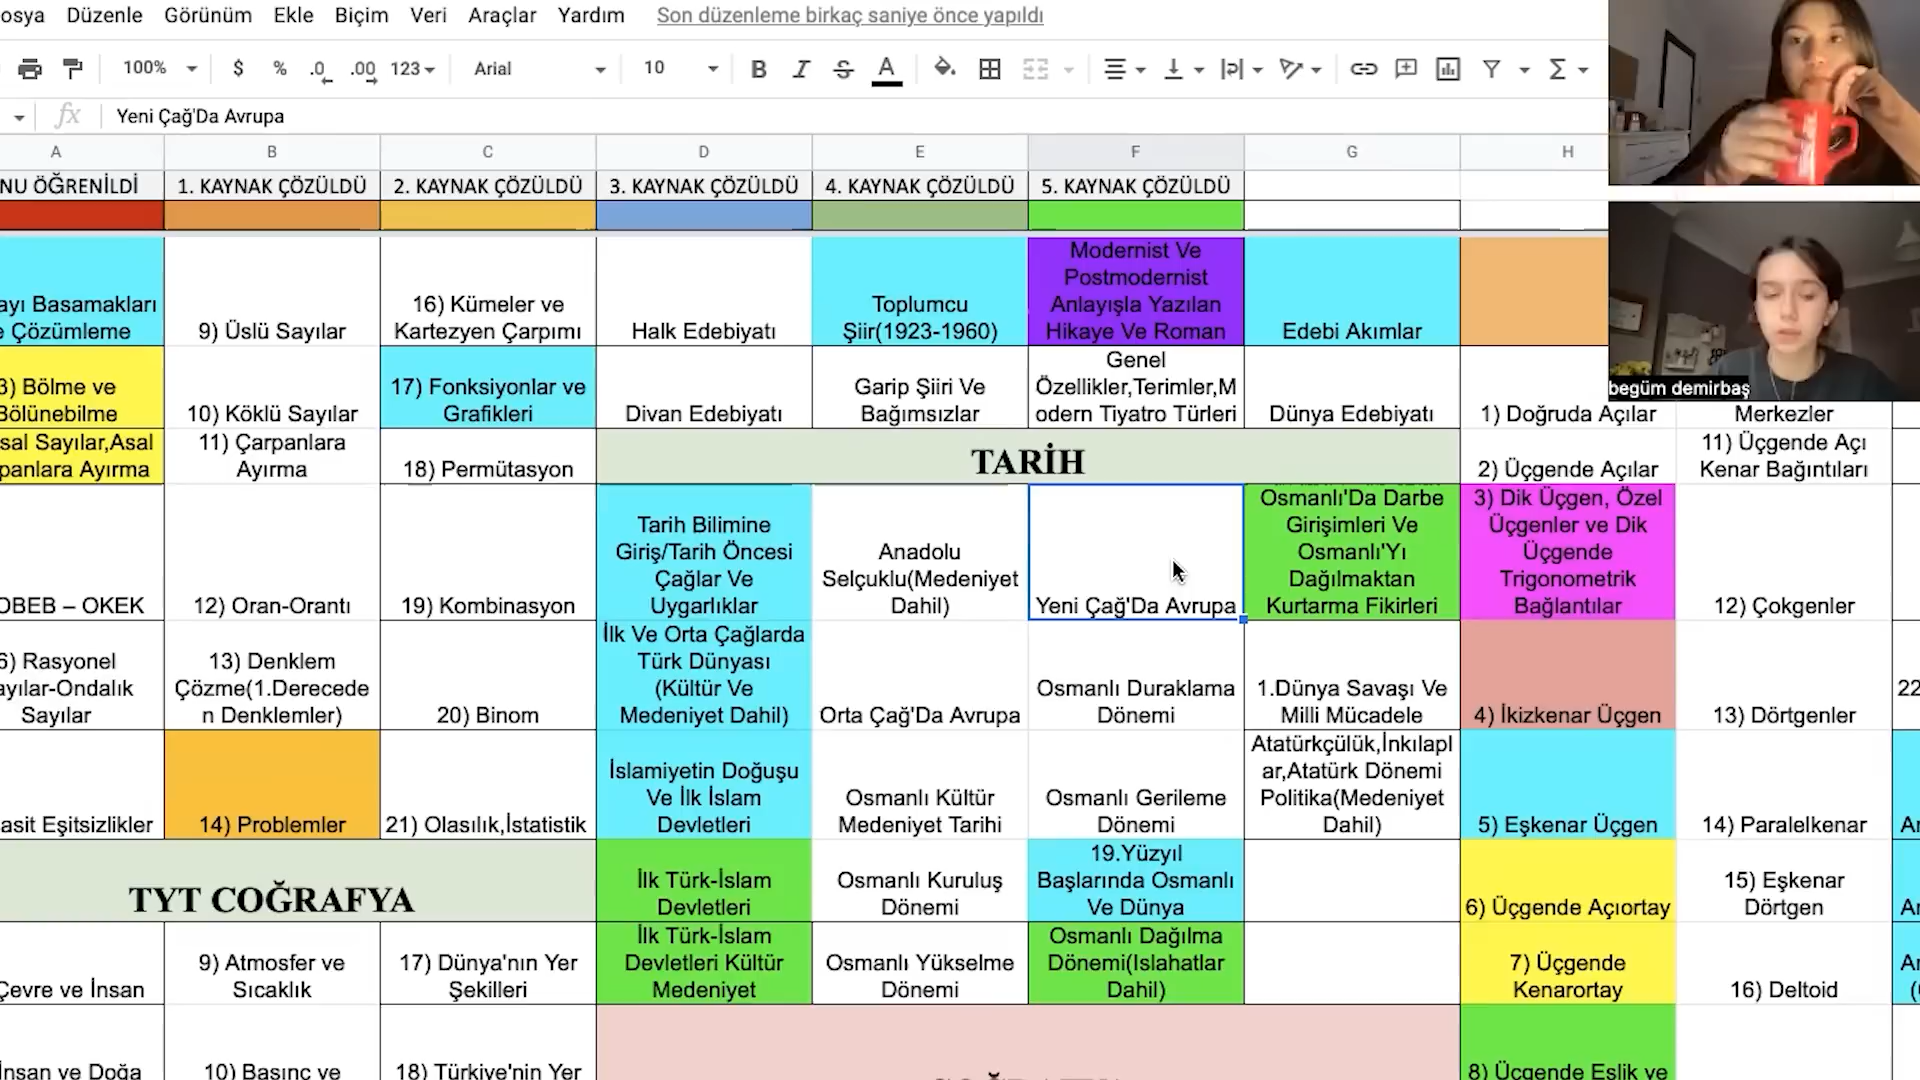 osya Düzenle Görünüm Ekle Biçim Veri Araçlar Yardım Son düzenleme birkaç saniye önce yapıldı
100% $ % .0 .00 123 Arial 10 B I S A
fx Yeni Çağ'Da Avrupa
A B C D E F G H
NU ÖĞRENİLDİ 1. KAYNAK ÇÖZÜLDÜ 2. KAYNAK ÇÖZÜLDÜ 3. KAYNAK ÇÖZÜLDÜ 4. KAYNAK ÇÖZÜLDÜ 5. KAYNAK ÇÖZÜLDÜ
ayı Basamakları
e Çözümleme
9) Üslü Sayılar
16) Kümeler ve
Kartezyen Çarpımı
Halk Edebiyatı
Toplumcu
Şiir(1923-1960)
Modernist Ve
Postmodernist
Anlayışla Yazılan
Hikaye Ve Roman
Edebi Akımlar
begüm demirbaş
3) Bölme ve
Bölünebilme
10) Köklü Sayılar
17) Fonksiyonlar ve
Grafikleri
Divan Edebiyatı
Garip Şiiri Ve
Bağımsızlar
Genel
Özellikler,Terimler,M
odern Tiyatro Türleri
Dünya Edebiyatı
1) Doğruda Açılar
Merkezler
sal Sayılar,Asal
panlara Ayırma
11) Çarpanlara
Ayırma
18) Permütasyon
TARİH
2) Üçgende Açılar
11) Üçgende Açı
Kenar Bağıntıları
OBEB – OKEK
12) Oran-Orantı
19) Kombinasyon
Tarih Bilimine
Giriş/Tarih Öncesi
Çağlar Ve
Uygarlıklar
Anadolu
Selçuklu(Medeniyet
Dahil)
Yeni Çağ'Da Avrupa
Osmanlı'Da Darbe
Girişimleri Ve
Osmanlı'Yı
Dağılmaktan
Kurtarma Fikirleri
3) Dik Üçgen, Özel
Üçgenler ve Dik
Üçgende
Trigonometrik
Bağlantılar
12) Çokgenler
6) Rasyonel
ayılar-Ondalık
Sayılar
13) Denklem
Çözme(1.Derecede
n Denklemler)
20) Binom
İlk Ve Orta Çağlarda
Türk Dünyası
(Kültür Ve
Medeniyet Dahil)
Orta Çağ'Da Avrupa
Osmanlı Duraklama
Dönemi
1.Dünya Savaşı Ve
Milli Mücadele
4) İkizkenar Üçgen
13) Dörtgenler
22
asit Eşitsizlikler
14) Problemler
21) Olasılık,İstatistik
İslamiyetin Doğuşu
Ve İlk İslam
Devletleri
Osmanlı Kültür
Medeniyet Tarihi
Osmanlı Gerileme
Dönemi
Atatürkçülük,İnkılapl
ar,Atatürk Dönemi
Politika(Medeniyet
Dahil)
5) Eşkenar Üçgen
14) Paralelkenar
TYT COĞRAFYA
İlk Türk-İslam
Devletleri
Osmanlı Kuruluş
Dönemi
19.Yüzyıl
Başlarında Osmanlı
Ve Dünya
6) Üçgende Açıortay
15) Eşkenar
Dörtgen
Çevre ve İnsan
9) Atmosfer ve
Sıcaklık
17) Dünya'nın Yer
Şekilleri
İlk Türk-İslam
Devletleri Kültür
Medeniyet
Osmanlı Yükselme
Dönemi
Osmanlı Dağılma
Dönemi(Islahatlar
Dahil)
7) Üçgende
Kenarortay
16) Deltoid
İnsan ve Doğa
10) Basınç ve
18) Türkiye'nin Yer
8) Üçgende Eşlik ve